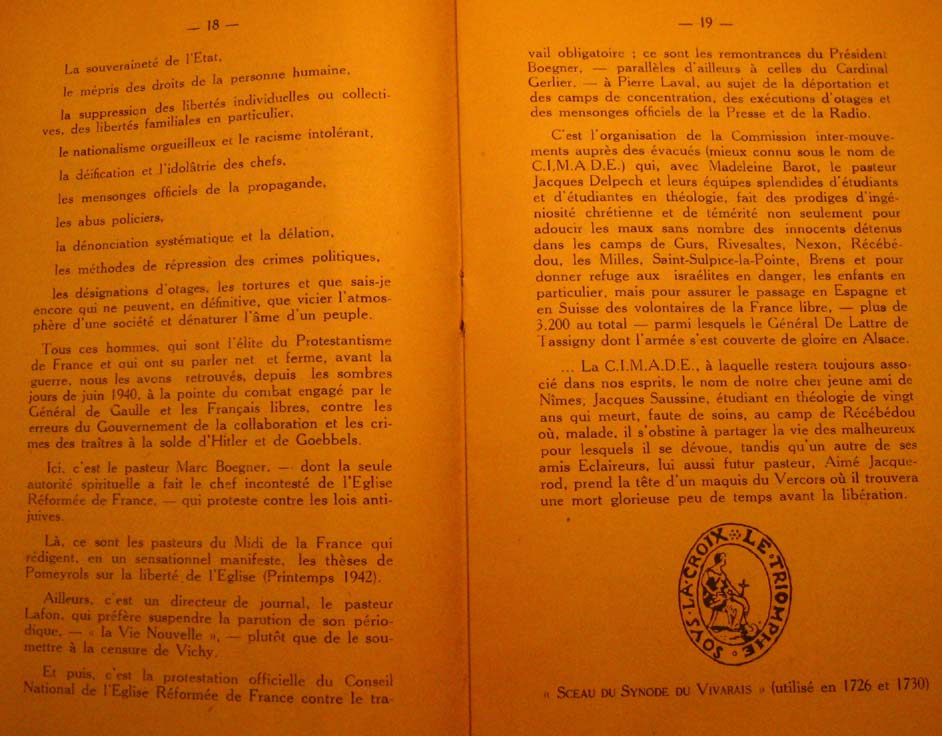 — 18 —
La souveraineté de l'Etat,
le mépris des droits de la personne humaine,
la suppression des libertés individuelles ou collecti-
ves, des libertés familiales en particulier,
le nationalisme orgueilleux et le racisme intolérant,
la déification et l'idolâtrie des chefs,
les mensonges officiels de la propagande,
les abus policiers,
la dénonciation systématique et la délation,
les méthodes de répression des crimes politiques,
les désignations d'otages, les tortures et que sais-je
encore qui ne peuvent, en définitive, que vicier l'atmos-
phère d'une société et dénaturer l'âme d'un peuple.
Tous ces hommes, qui sont l'élite du Protestantisme
de France et qui ont su parler net et ferme, avant la
guerre, nous les avons retrouvés, depuis les sombres
jours de juin 1940, à la pointe du combat engagé par le
Général de Gaulle et les Français libres, contre les
erreurs du Gouvernement de la collaboration et les cri-
mes des traîtres à la solde d'Hitler et de Goebbels.
Ici, c'est le pasteur Marc Boegner, — dont la seule
autorité spirituelle a fait le chef incontesté de l'Eglise
Réformée de France, — qui proteste contre les lois anti-
juives.
Là, ce sont les pasteurs du Midi de la France qui
rédigent, en un sensationnel manifeste, les thèses de
Pomeyrols sur la liberté de l'Eglise (Printemps 1942).
Ailleurs, c'est un directeur de journal, le pasteur
Lafon, qui préfère suspendre la parution de son pério-
dique, — « la Vie Nouvelle », — plutôt que de le sou-
mettre à la censure de Vichy.
Et puis, c'est la protestation officielle du Conseil
National de l'Eglise Réformée de France contre le tra-
— 19 —
vail obligatoire ; ce sont les remontrances du Président
Boegner, — parallèles d'ailleurs à celles du Cardinal
Gerlier, — à Pierre Laval, au sujet de la déportation et
des camps de concentration, des exécutions d'otages et
des mensonges officiels de la Presse et de la Radio.
C'est l'organisation de la Commission inter-mouve-
ments auprès des évacués (mieux connu sous le nom de
C.I.M.A.D.E.) qui, avec Madeleine Barot, le pasteur
Jacques Delpech et leurs équipes splendides d'étudiants
et d'étudiantes en théologie, fait des prodiges d'ingé-
niosité chrétienne et de témérité non seulement pour
adoucir les maux sans nombre des innocents détenus
dans les camps de Gurs, Rivesaltes, Nexon, Récébé-
dou, les Milles, Saint-Sulpice-la-Pointe, Brens et pour
donner refuge aux israélites en danger, les enfants en
particulier, mais pour assurer le passage en Espagne et
en Suisse des volontaires de la France libre, — plus de
3.200 au total — parmi lesquels le Général De Lattre de
Tassigny dont l'armée s'est couverte de gloire en Alsace.
... La C.I.M.A.D.E., à laquelle restera toujours asso-
cié dans nos esprits, le nom de notre cher jeune ami de
Nîmes, Jacques Saussine, étudiant en théologie de vingt
ans qui meurt, faute de soins, au camp de Récébédou
où, malade, il s'obstine à partager la vie des malheureux
pour lesquels il se dévoue, tandis qu'un autre de ses
amis Eclaireurs, lui aussi futur pasteur, Aimé Jacque-
rod, prend la tête d'un maquis du Vercors où il trouvera
une mort glorieuse peu de temps avant la libération.
SOVS · LA · CROIX · LE · TRIOMPHE
« SCEAU DU SYNODE DU VIVARAIS » (utilisé en 1726 et 1730)